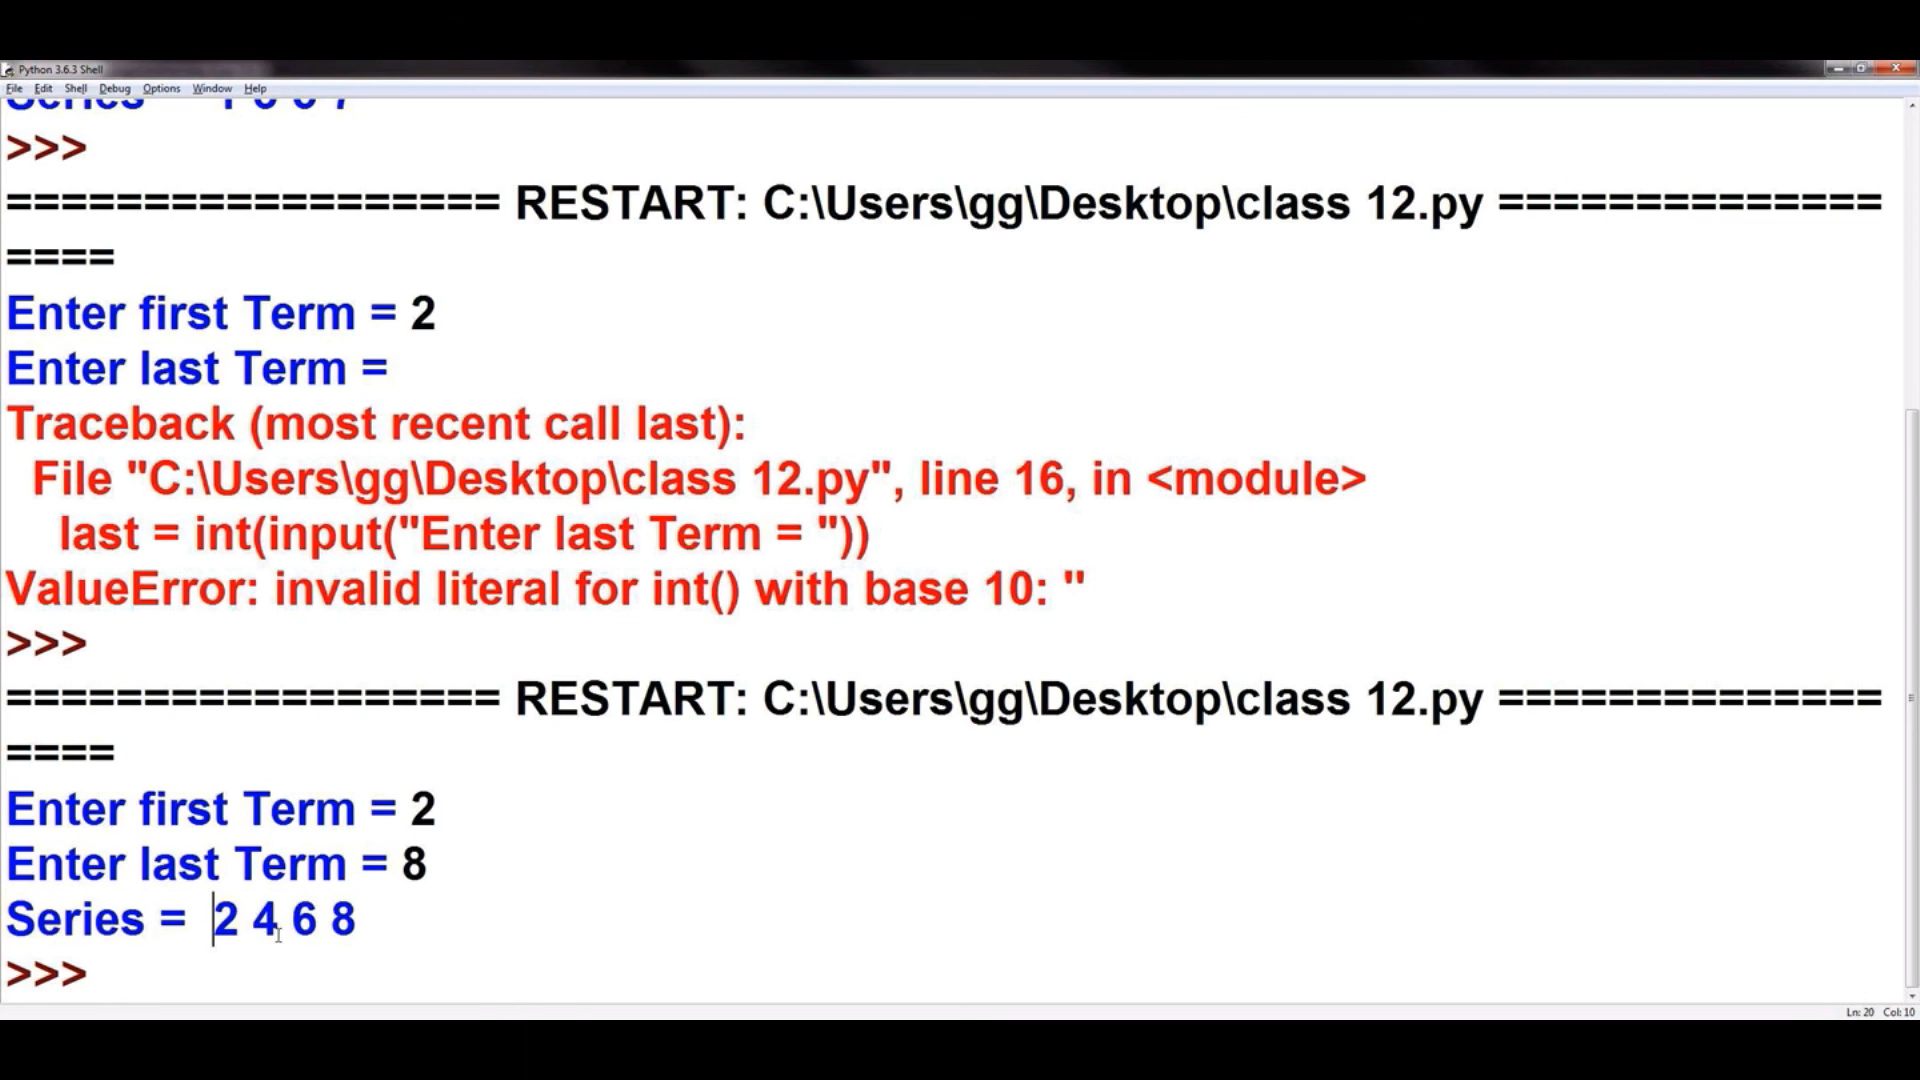 Python 3.6.3 Shell
File Edit Shell Debug Options Window Help
>>>
================== RESTART: C:\Users\gg\Desktop\class 12.py ==============
====
Enter first Term = 2
Enter last Term =
Traceback (most recent call last):
File "C:\Users\gg\Desktop\class 12.py", line 16, in <module>
last = int(input("Enter last Term = "))
ValueError: invalid literal for int() with base 10: ''
>>>
================== RESTART: C:\Users\gg\Desktop\class 12.py ==============
====
Enter first Term = 2
Enter last Term = 8
Series = 2 4 6 8
>>>
Ln: 20 Col: 10